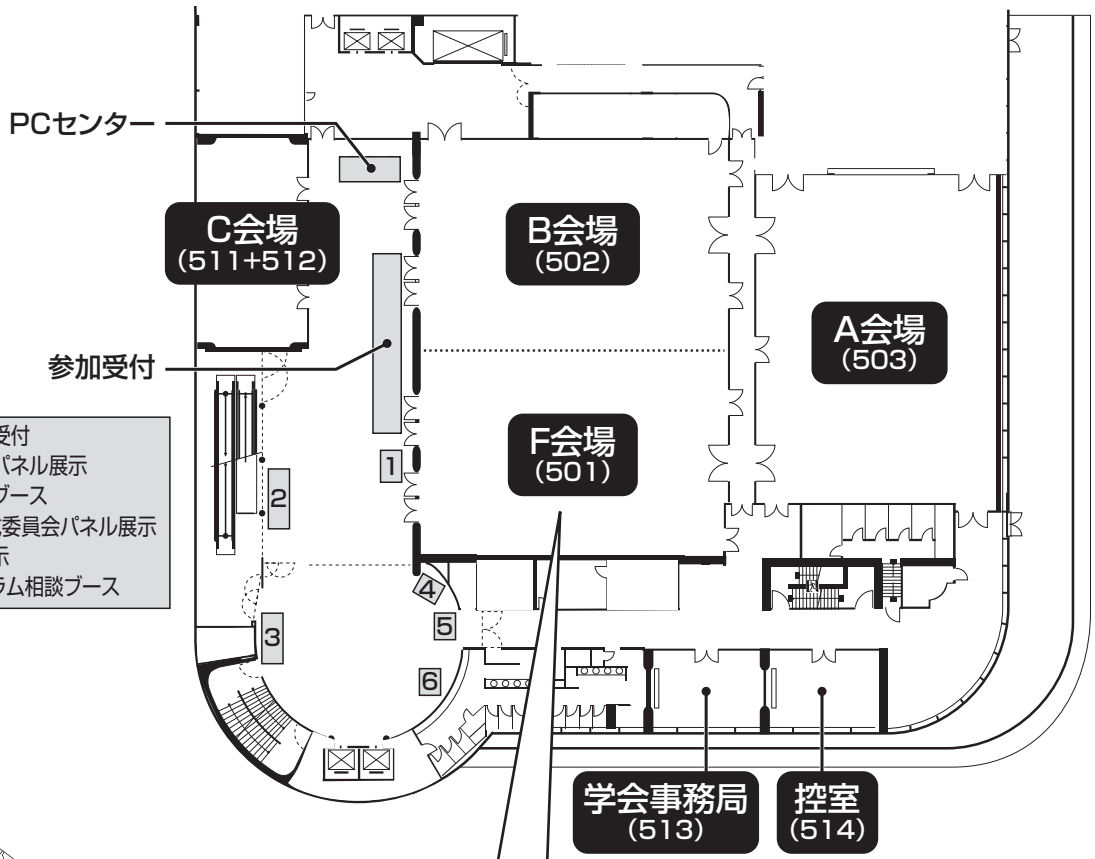 PCセンター
C会場
(511+512)
B会場
(502)
A会場
(503)
参加受付
F会場
(501)
受付
パネル展示
ブース
委員会パネル展示
示
ラム相談ブース
1
2
3
4
5
6
学会事務局
(513)
控室
(514)